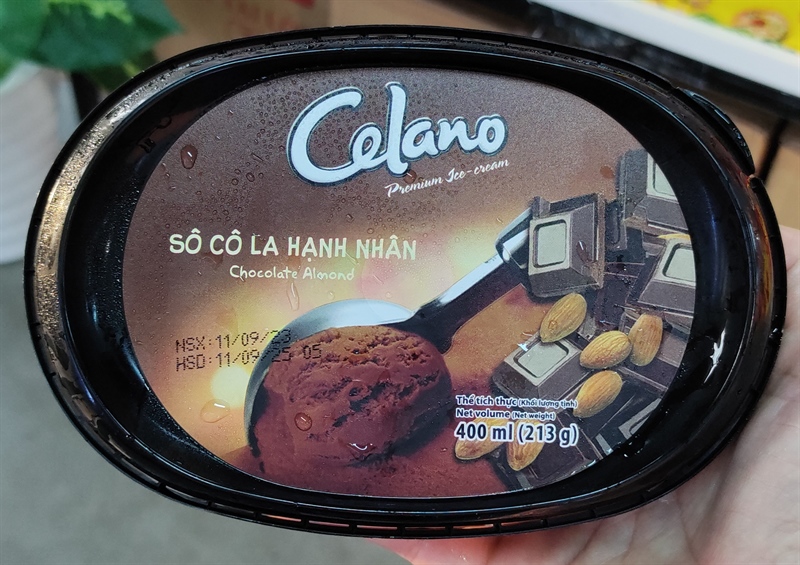 Celano
Premium Ice-cream
SÔ CÔ LA HẠNH NHÂN
Chocolate Almond
NSX:11/09/23
HSD:11/09/25 05
Thể tích thực (Khối lượng tịnh)
Net volume (Net weight)
400 ml (213 g)